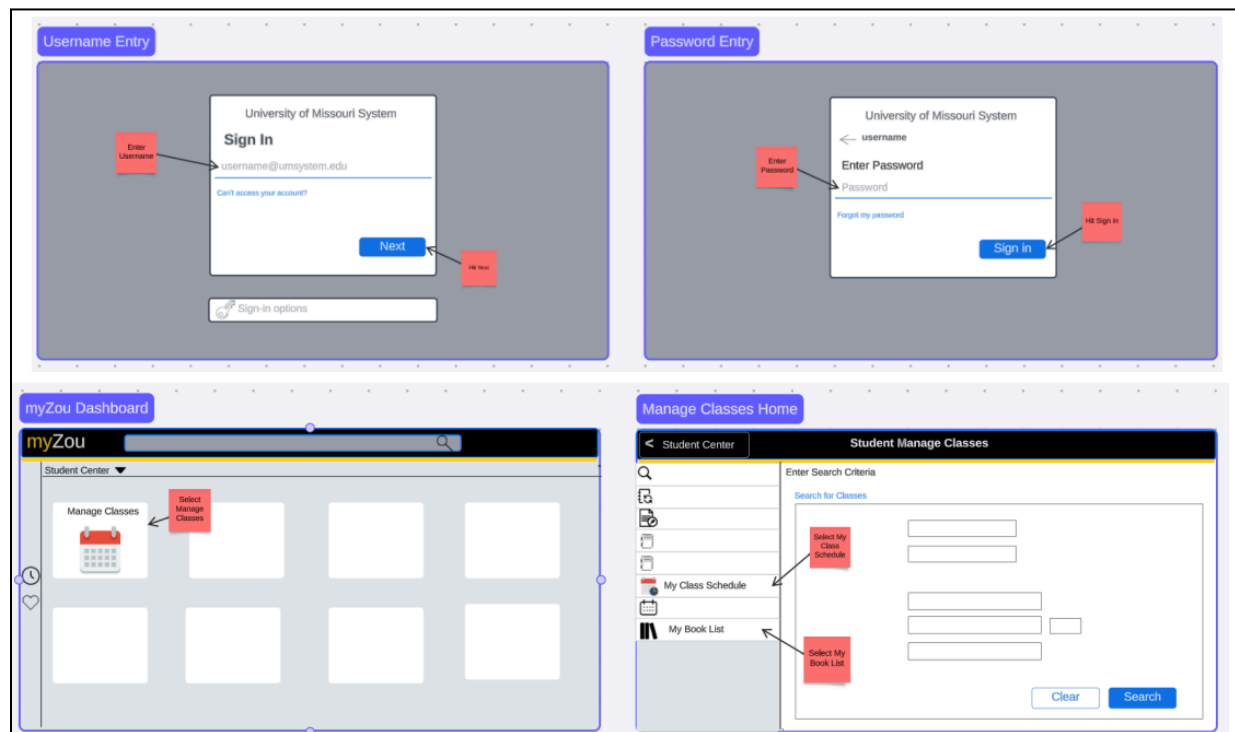 Username Entry
University of Missouri System
Sign In
username@umsystem.edu
Can't access your account?
Next
Sign-in options
Enter
Username
Hit Next
Password Entry
University of Missouri System
username
Enter Password
Password
Forgot my password
Sign in
Enter
Password
Hit Sign in
myZou Dashboard
myZou
Student Center
Manage Classes
Select
Manage
Classes
Manage Classes Home
< Student Center
Student Manage Classes
Enter Search Criteria
Search for Classes
My Class Schedule
My Book List
Select My
Class
Schedule
Select My
Book List
Clear
Search